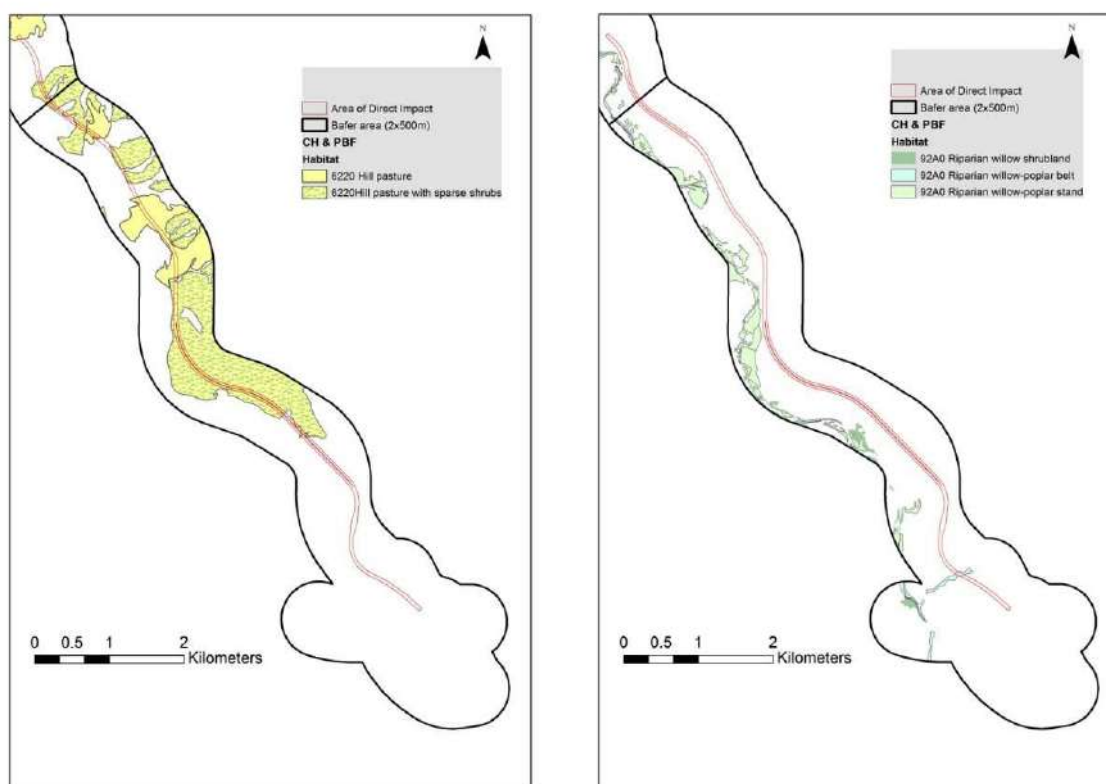 N
Area of Direct Impact
Bafer area (2x500m)
CH & PBF
Habitat
6220 Hill pasture
6220Hill pasture with sparse shrubs
0 0.5 1 2
Kilometers
N
Area of Direct Impact
Bafer area (2x500m)
CH & PBF
Habitat
92A0 Riparian willow shrubland
92A0 Riparian willow-poplar belt
92A0 Riparian willow-poplar stand
0 0.5 1 2
Kilometers